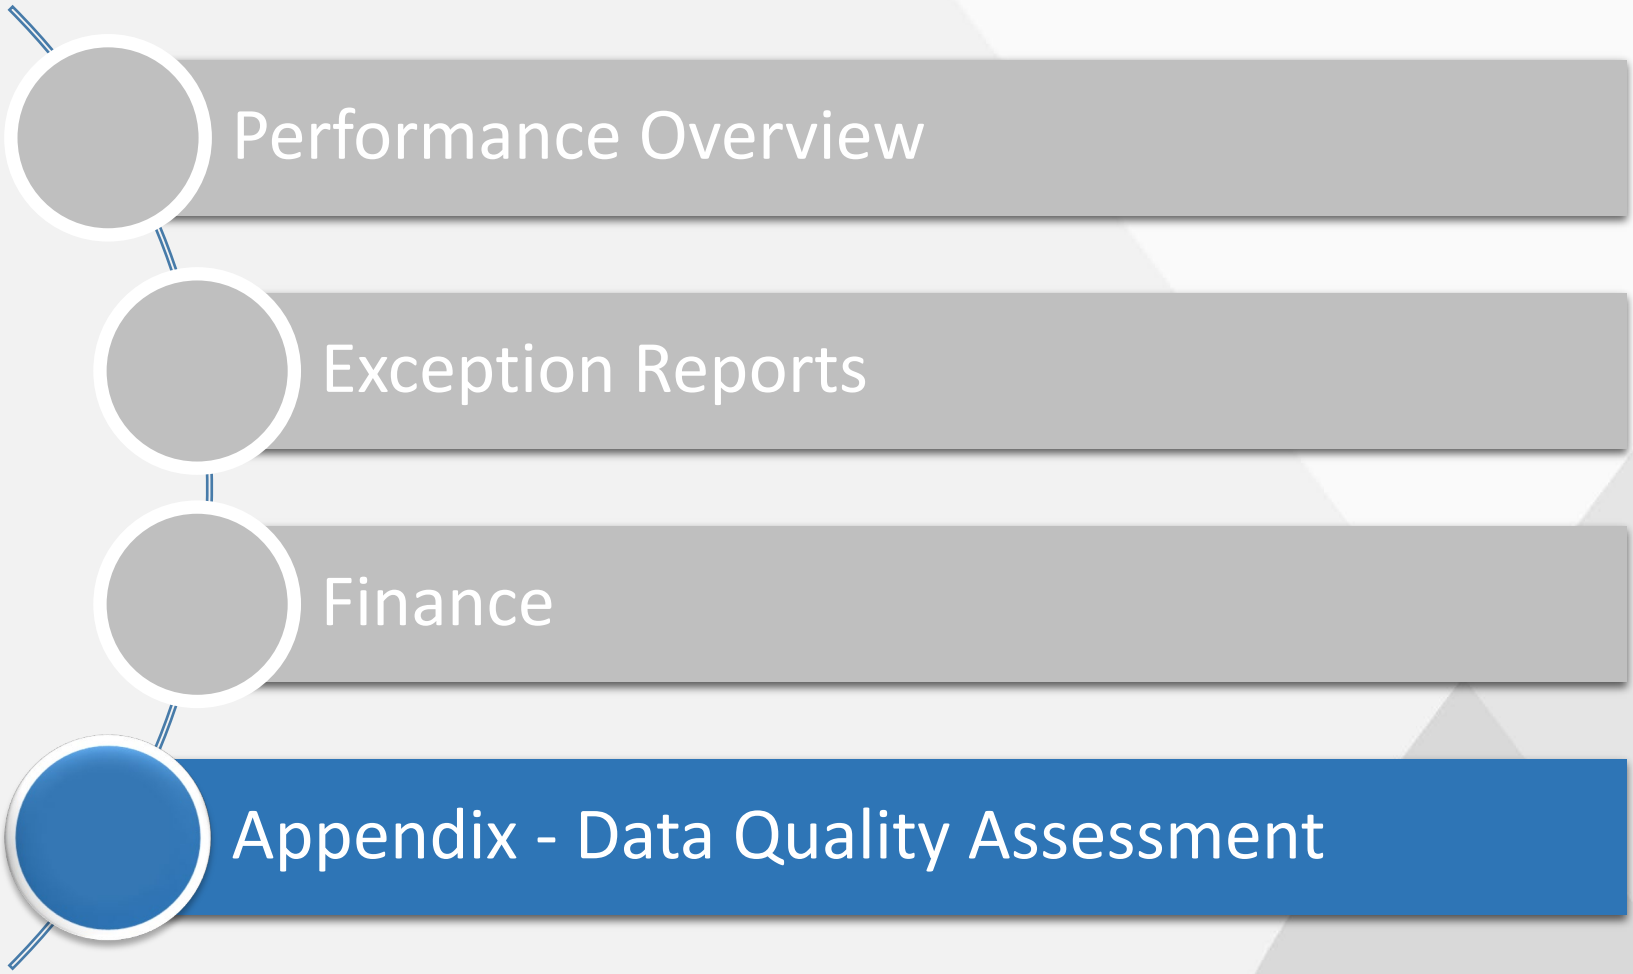 Performance Overview
Exception Reports
Finance
Appendix - Data Quality Assessment